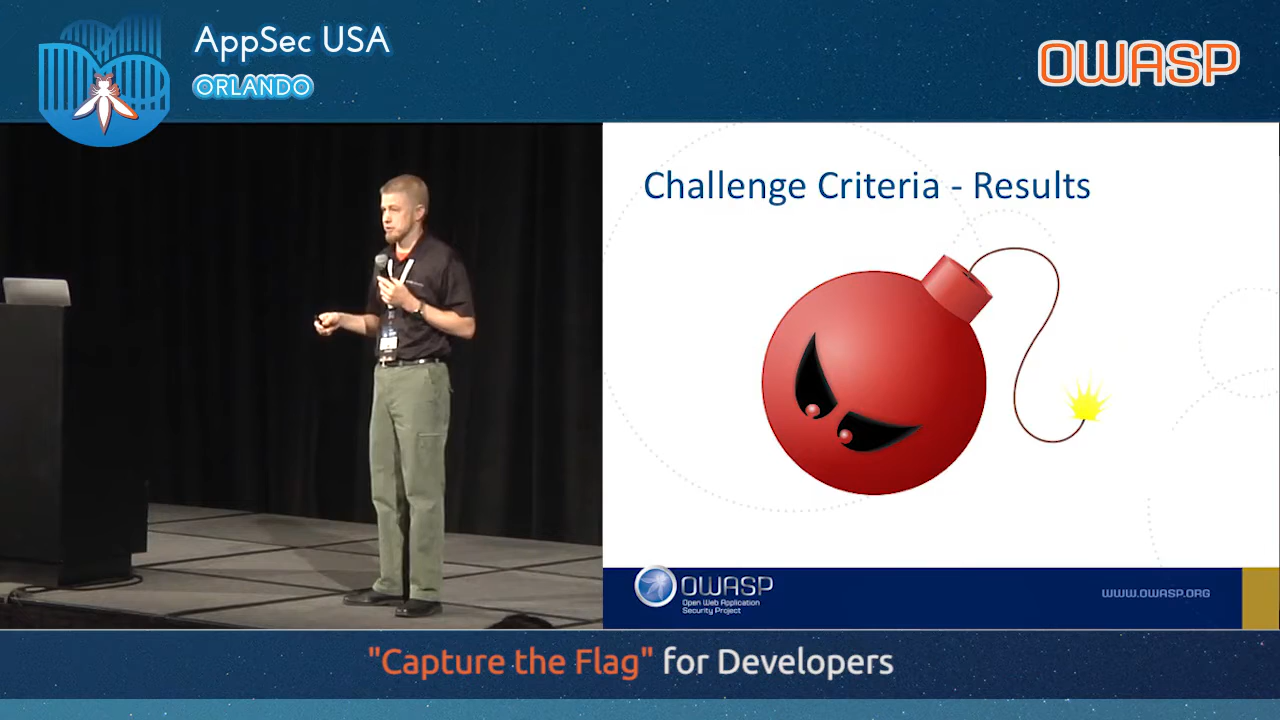 AppSec USA
ORLANDO
OWASP
Challenge Criteria - Results
OWASP
Open Web Application
Security Project
WWW.OWASP.ORG
"Capture the Flag" for Developers